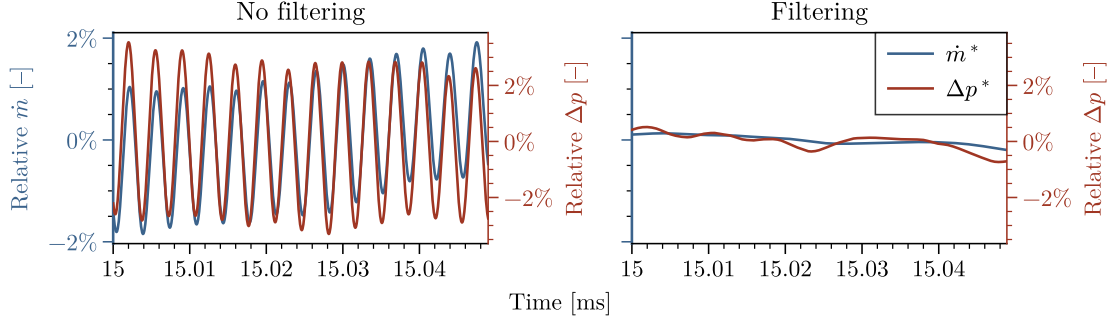 No filtering
Filtering
2%
0%
−2%
Relative ṁ [−]
2%
0%
−2%
Relative Δp [−]
15
15.01
15.02
15.03
15.04
ṁ*
Δp*
2%
0%
−2%
Relative Δp [−]
15
15.01
15.02
15.03
15.04
Time [ms]